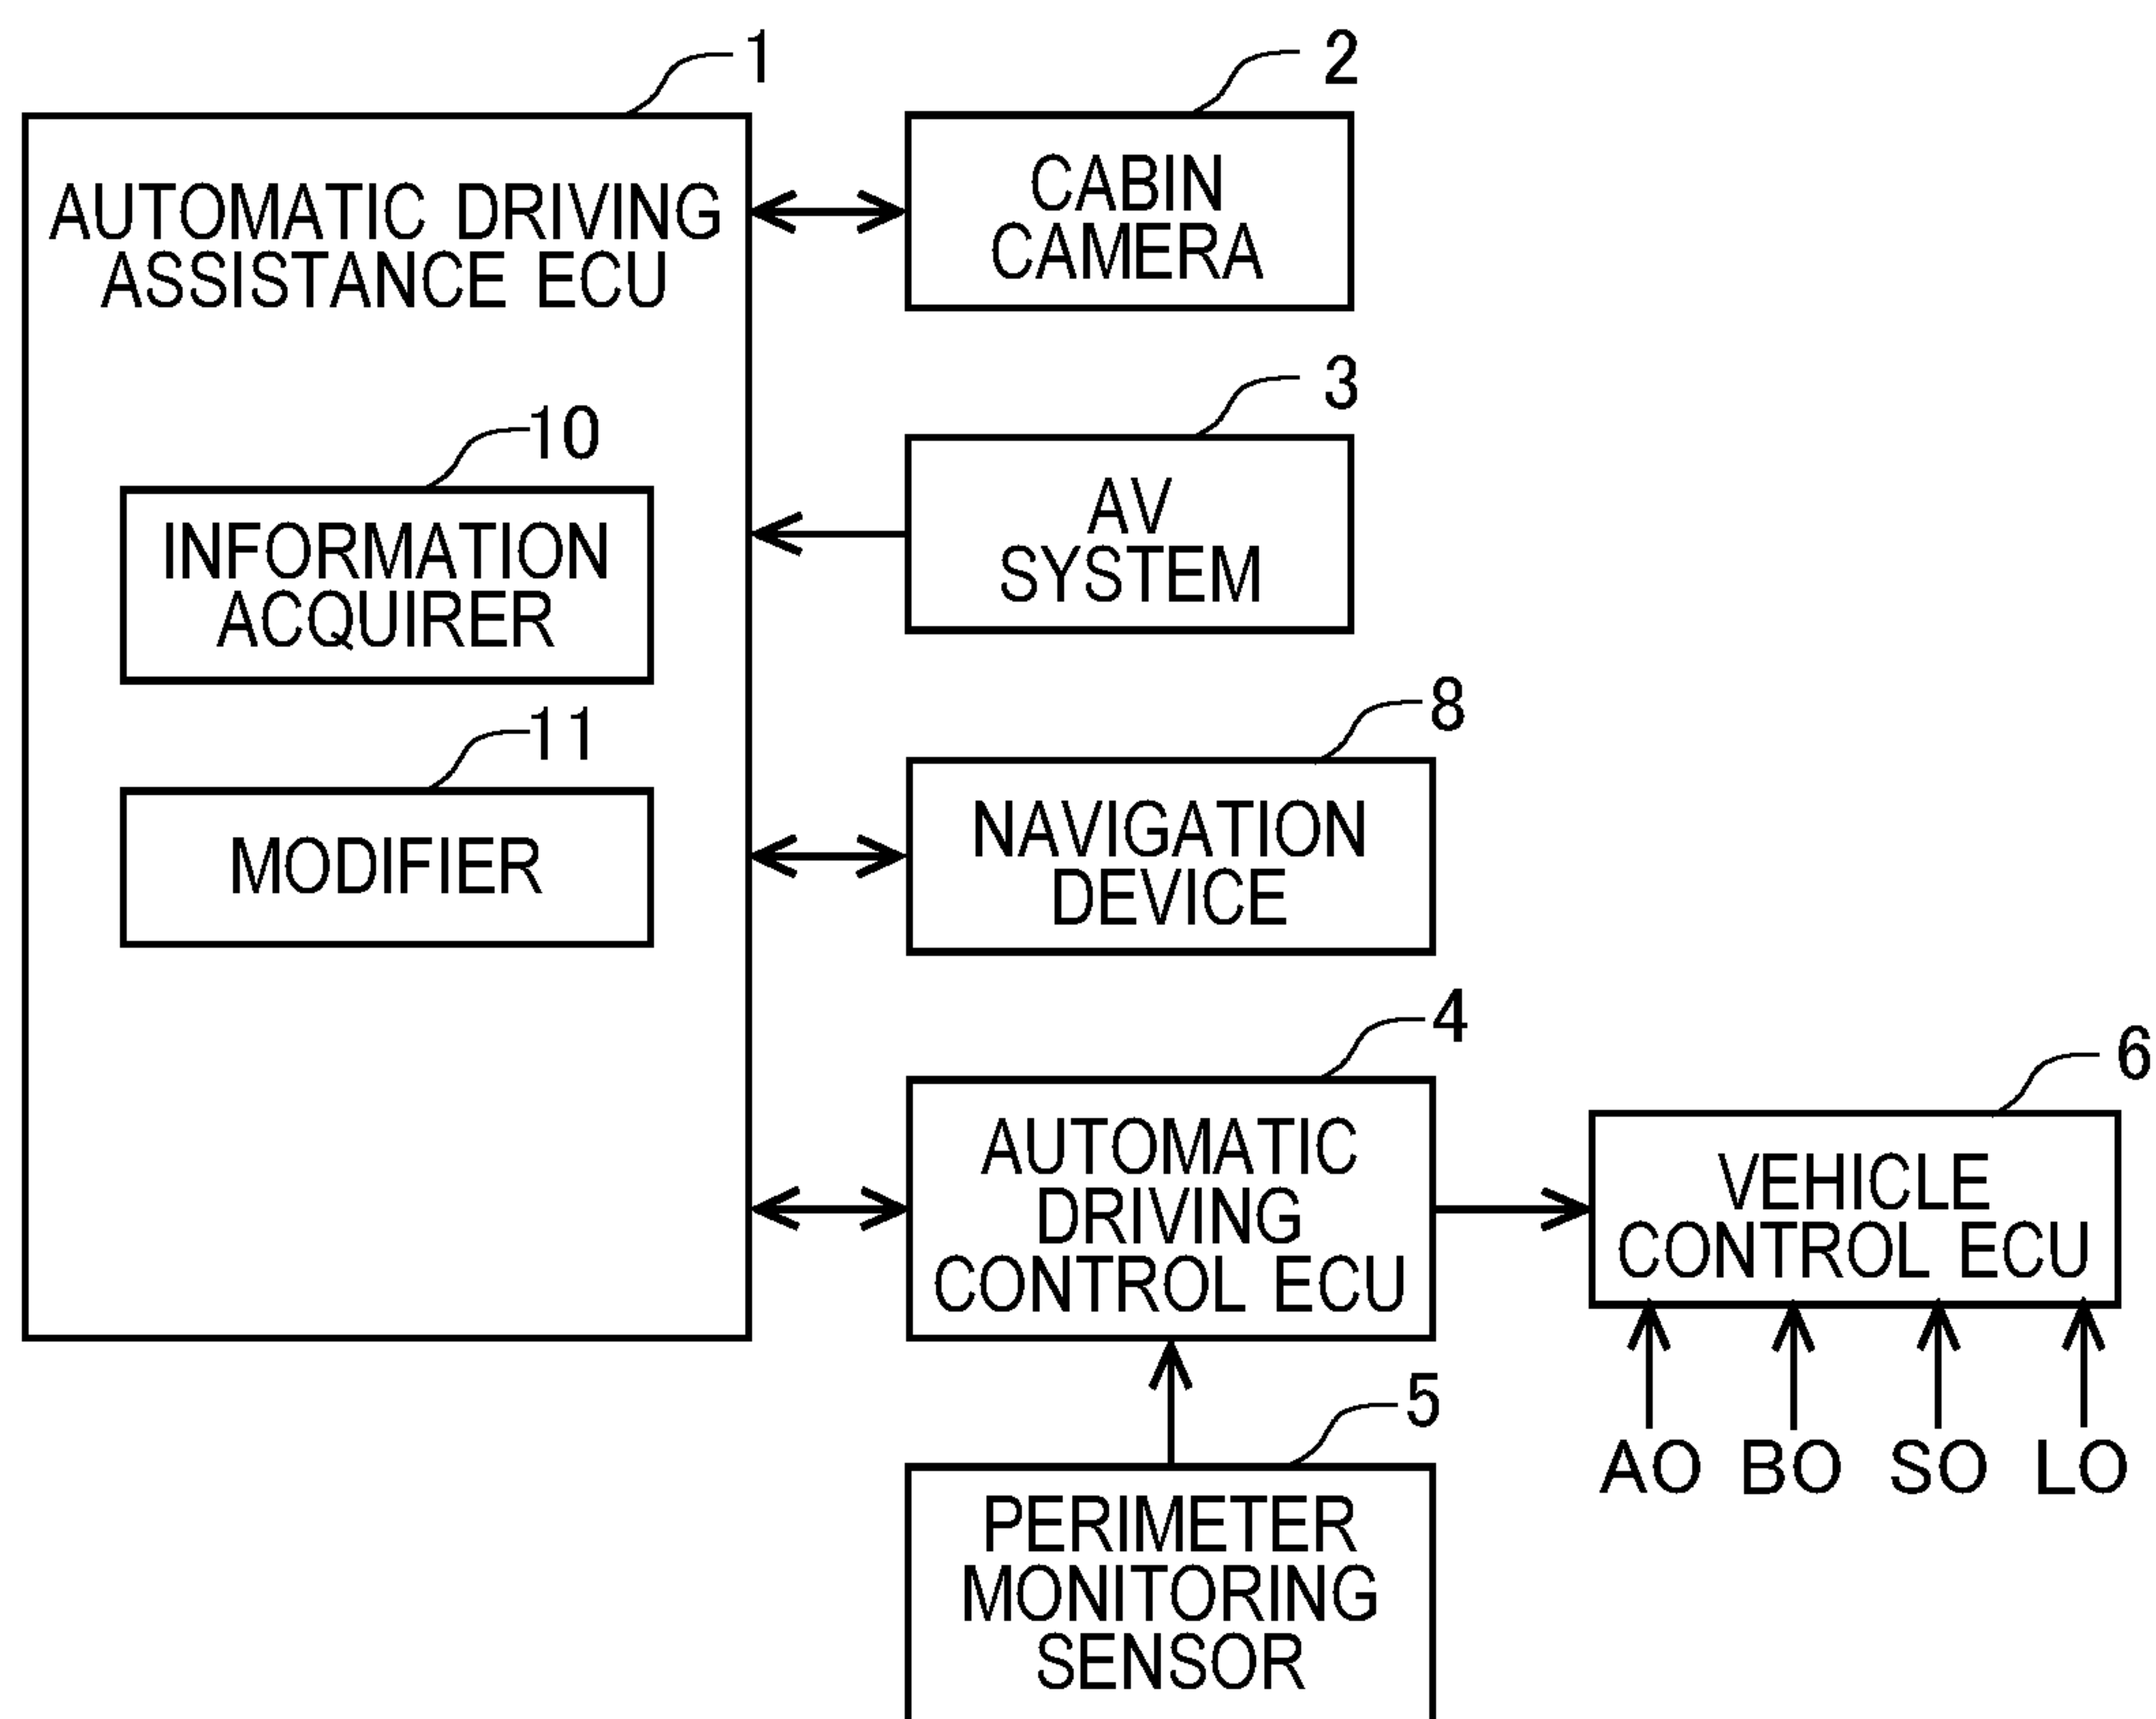 1
AUTOMATIC DRIVING
ASSISTANCE ECU
10
INFORMATION
ACQUIRER
11
MODIFIER
2
CABIN
CAMERA
3
AV
SYSTEM
8
NAVIGATION
DEVICE
4
AUTOMATIC
DRIVING
CONTROL ECU
6
VEHICLE
CONTROL ECU
AO BO SO LO
5
PERIMETER
MONITORING
SENSOR